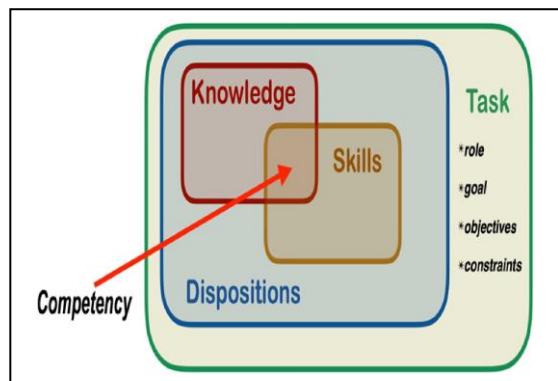 Knowledge
Task
*role
Skills
*goal
*objectives
*constraints
Dispositions
Competency